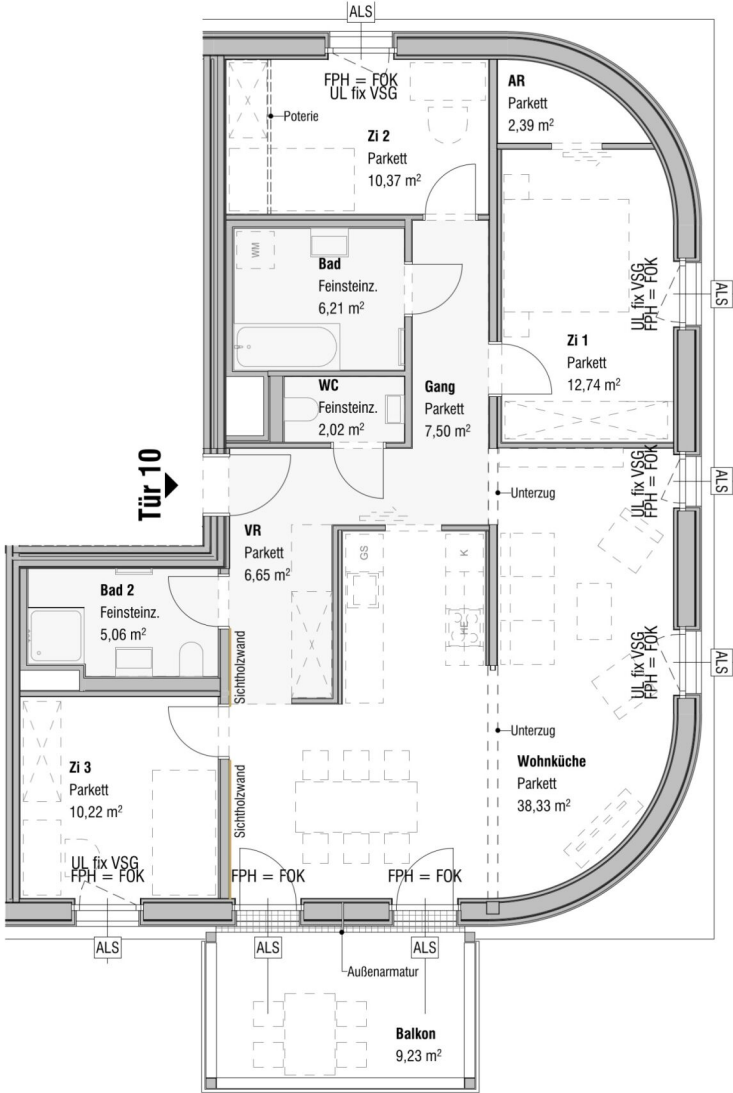 ALS
FPH = FOK
UL fix VSG
Poterie
Zi 2
Parkett
10,37 m²
AR
Parkett
2,39 m²
WM
Bad
Feinsteinz.
6,21 m²
UL fix VSG
FPH = FOK
ALS
Zi 1
Parkett
12,74 m²
WC
Feinsteinz.
2,02 m²
Gang
Parkett
7,50 m²
Tür 10
UL fix VSG
FPH = FOK
ALS
Unterzug
VR
Parkett
6,65 m²
GS
K
HE
Bad 2
Feinsteinz.
5,06 m²
Sichtholzwand
UL fix VSG
FPH = FOK
ALS
Unterzug
Zi 3
Parkett
10,22 m²
Sichtholzwand
Wohnküche
Parkett
38,33 m²
UL fix VSG
FPH = FOK
FPH = FOK
FPH = FOK
ALS
ALS
ALS
Außenarmatur
Balkon
9,23 m²